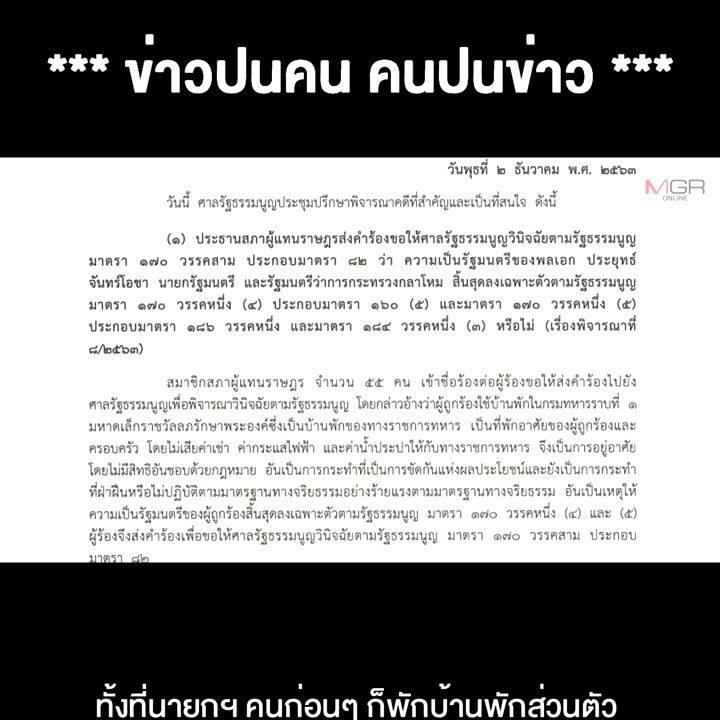 *** ข่าวปนคน คนปนข่าว ***
วันพุธที่ ๒ ธันวาคม พ.ศ. ๒๕๖๓
MGR
ONLINE
วันนี้ ศาลรัฐธรรมนูญประชุมปรึกษาพิจารณาคดีที่สำคัญและเป็นที่สนใจ ดังนี้
(๑) ประธานสภาผู้แทนราษฎรส่งคำร้องขอให้ศาลรัฐธรรมนูญวินิจฉัยตามรัฐธรรมนูญ
มาตรา ๑๗๐ วรรคสาม ประกอบมาตรา ๘๒ ว่า ความเป็นรัฐมนตรีของพลเอก ประยุทธ์
จันทร์โอชา นายกรัฐมนตรี และรัฐมนตรีว่าการกระทรวงกลาโหม สิ้นสุดลงเฉพาะตัวตามรัฐธรรมนูญ
มาตรา ๑๗๐ วรรคหนึ่ง (๔) ประกอบมาตรา ๑๖๐ (๕) และมาตรา ๑๗๐ วรรคหนึ่ง (๕)
ประกอบมาตรา ๑๘๖ วรรคหนึ่ง และมาตรา ๑๘๔ วรรคหนึ่ง (๓) หรือไม่ (เรื่องพิจารณาที่
๘/๒๕๖๓)
สมาชิกสภาผู้แทนราษฎร จำนวน ๕๕ คน เข้าชื่อร้องต่อผู้ร้องขอให้ส่งคำร้องไปยัง
ศาลรัฐธรรมนูญเพื่อพิจารณาวินิจฉัยตามรัฐธรรมนูญ โดยกล่าวอ้างว่าผู้ถูกร้องใช้บ้านพักในกรมทหารราบที่ ๑
มหาดเล็กราชวัลลภรักษาพระองค์ซึ่งเป็นบ้านพักของทางราชการทหาร เป็นที่พักอาศัยของผู้ถูกร้องและ
ครอบครัว โดยไม่เสียค่าเช่า ค่ากระแสไฟฟ้า และค่าน้ำประปาให้กับทางราชการทหาร จึงเป็นการอยู่อาศัย
โดยไม่มีสิทธิอันชอบด้วยกฎหมาย อันเป็นการกระทำที่เป็นการขัดกันแห่งผลประโยชน์และยังเป็นการกระทำ
ที่ฝ่าฝืนหรือไม่ปฏิบัติตามมาตรฐานทางจริยธรรมอย่างร้ายแรงตามมาตรฐานทางจริยธรรม อันเป็นเหตุให้
ความเป็นรัฐมนตรีของผู้ถูกร้องสิ้นสุดลงเฉพาะตัวตามรัฐธรรมนูญ มาตรา ๑๗๐ วรรคหนึ่ง (๔) และ (๕)
ผู้ร้องจึงส่งคำร้องเพื่อขอให้ศาลรัฐธรรมนูญวินิจฉัยตามรัฐธรรมนูญ มาตรา ๑๗๐ วรรคสาม ประกอบ
มาตรา ๘๒
ทั้งที่นายกฯ คนก่อนๆ ก็พักบ้านพักส่วนตัว